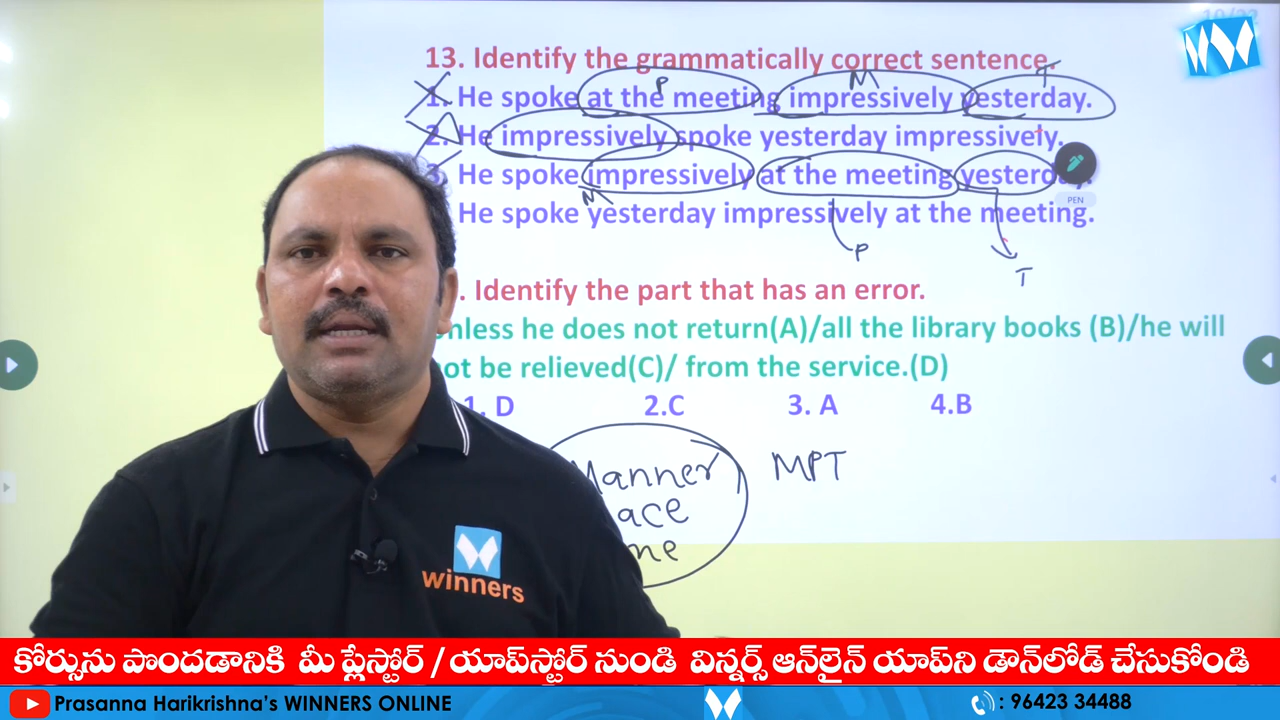 13. Identify the grammatically correct sentence.
P M T
1. He spoke at the meeting impressively yesterday.
2. He impressively spoke yesterday impressively.
3. He spoke impressively at the meeting yesterday.
PEN
M
He spoke yesterday impressively at the meeting.
P
T
. Identify the part that has an error.
nless he does not return(A)/all the library books (B)/he will
ot be relieved(C)/ from the service.(D)
1. D 2.C 3. A 4.B
Manner MPT
ace
me
W
winners
కోర్సును పొందడానికి మీ ప్లేస్టోర్ / యాప్‌స్టోర్ నుండి విన్నర్స్ ఆన్‌లైన్ యాప్‌ని డౌన్‌లోడ్ చేసుకోండి
Prasanna Harikrishna's WINNERS ONLINE : 96423 34488